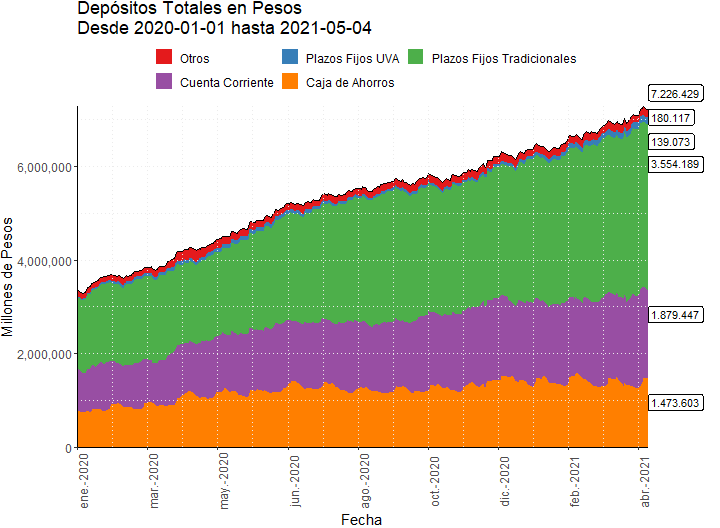 Depósitos Totales en Pesos
Desde 2020-01-01 hasta 2021-05-04
Otros
Plazos Fijos UVA
Plazos Fijos Tradicionales
Cuenta Corriente
Caja de Ahorros
7.226.429
180.117
139.073
3.554.189
1.879.447
1.473.603
6,000,000
4,000,000
2,000,000
0
Millones de Pesos
ene.-2020
mar.-2020
may.-2020
jun.-2020
ago.-2020
oct.-2020
dic.-2020
feb.-2021
abr.-2021
Fecha